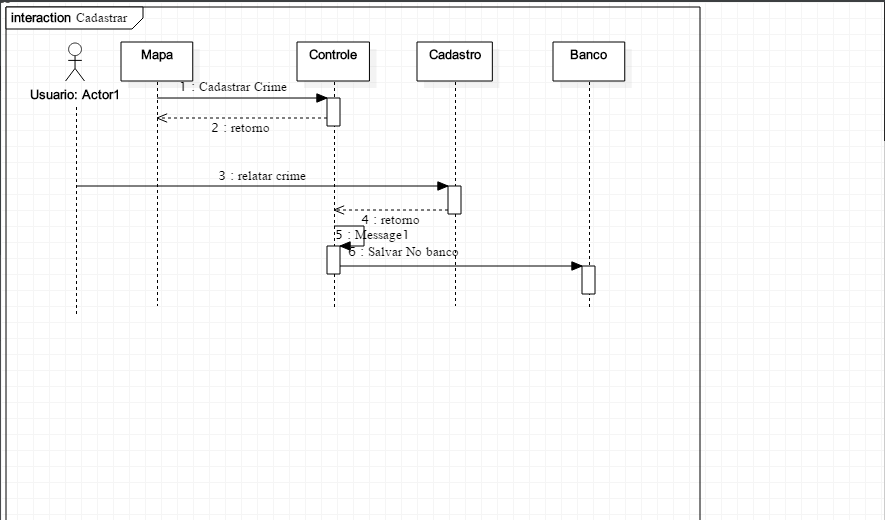 interaction Cadastrar
Mapa
Controle
Cadastro
Banco
Usuario: Actor1
1 : Cadastrar Crime
2 : retorno
3 : relatar crime
4 : retorno
5 : Message1
6 : Salvar No banco